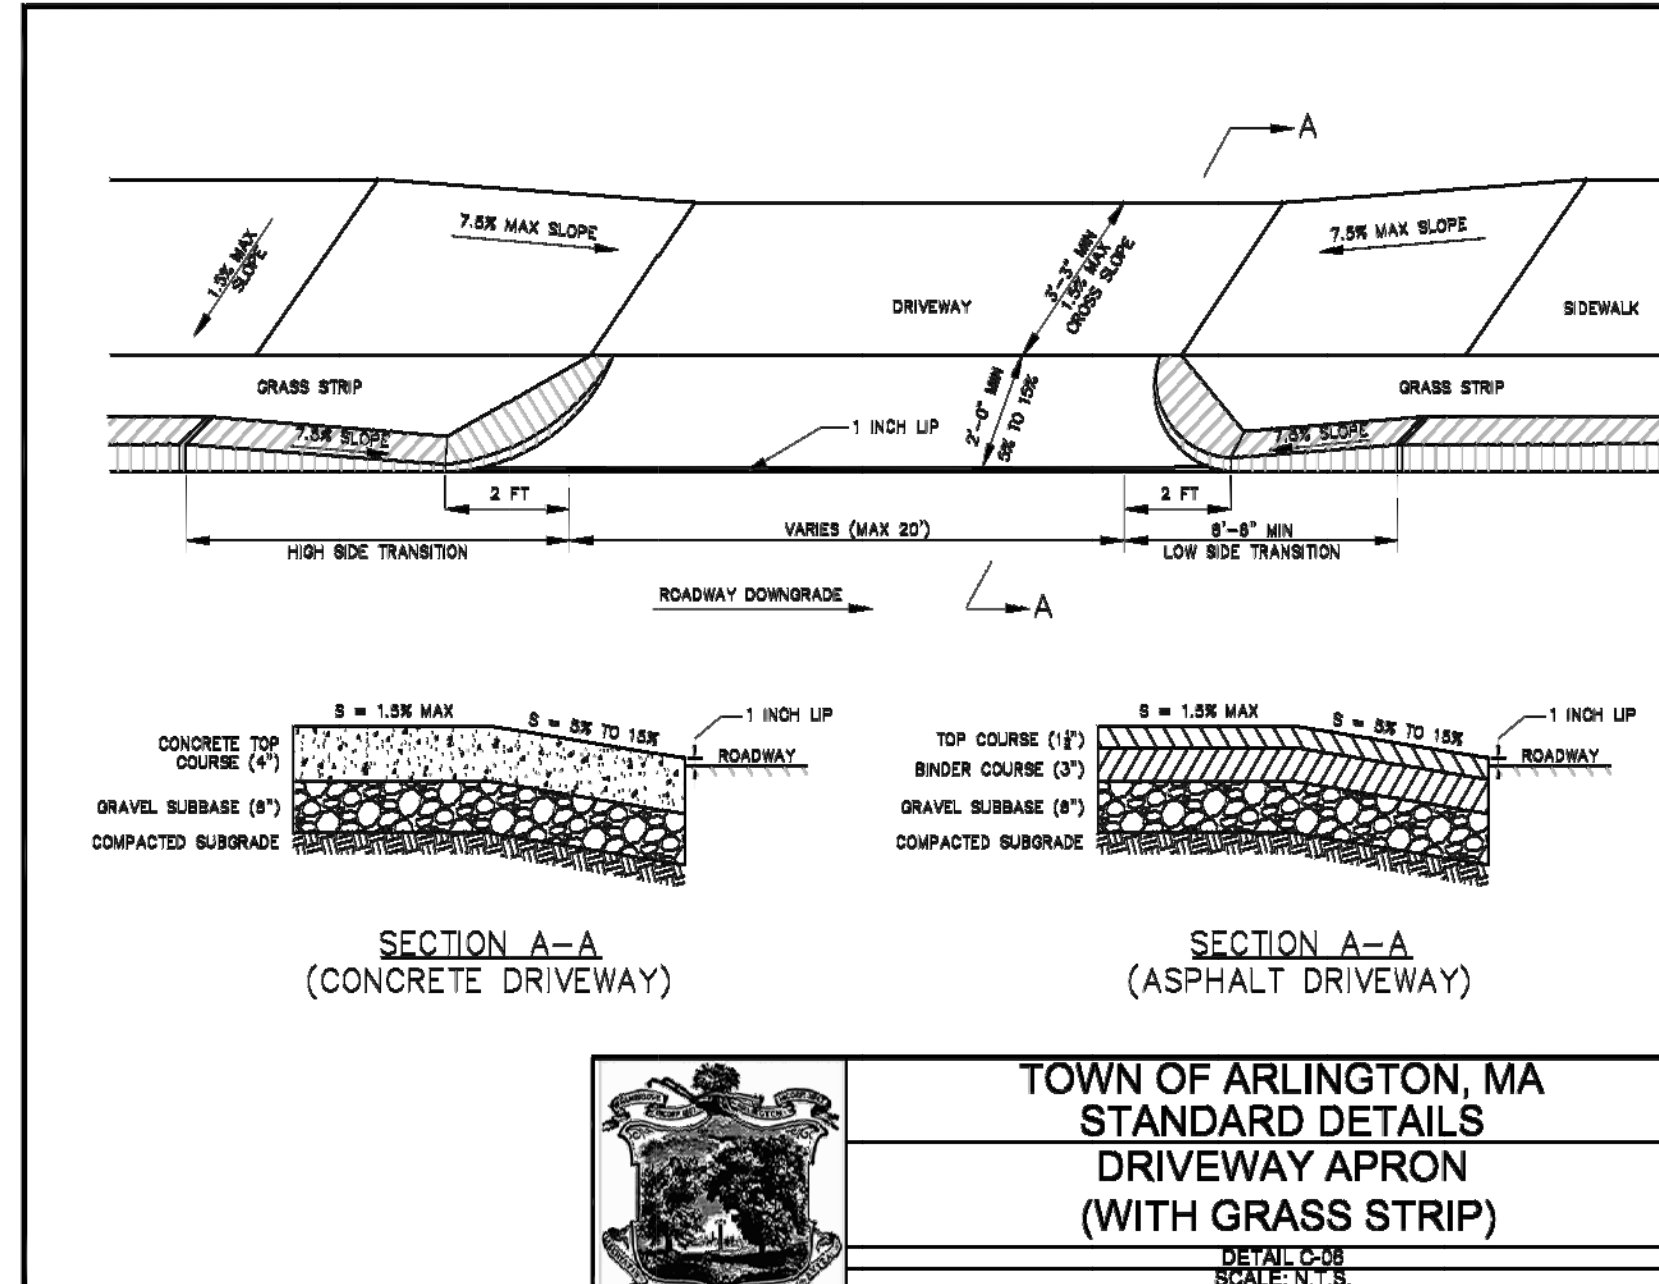 A
7.5% MAX SLOPE
7.5% MAX SLOPE
1.5% MAX
SLOPE
3'-3" MIN
1.5% MAX
CROSS SLOPE
DRIVEWAY
SIDEWALK
GRASS STRIP
GRASS STRIP
2'-0" MIN
5% TO 15%
1 INCH LIP
7.5% SLOPE
7.5% SLOPE
2 FT
2 FT
VARIES (MAX 20')
HIGH SIDE TRANSITION
LOW SIDE TRANSITION
ROADWAY DOWNGRADE
A
S = 1.5% MAX
S = 5% TO 15%
1 INCH LIP
CONCRETE TOP
COURSE (4")
ROADWAY
GRAVEL SUBBASE
COMPACTED SUBGRADE
S = 1.5% MAX
S = 5% TO 15%
1 INCH LIP
TOP COURSE (1½")
ROADWAY
BINDER COURSE (3")
GRAVEL SUBBASE
COMPACTED SUBGRADE
SECTION A-A
(CONCRETE DRIVEWAY)
SECTION A-A
(ASPHALT DRIVEWAY)
TOWN OF ARLINGTON, MA
STANDARD DETAILS
DRIVEWAY APRON
(WITH GRASS STRIP)
DETAIL
SCALE: N.T.S.